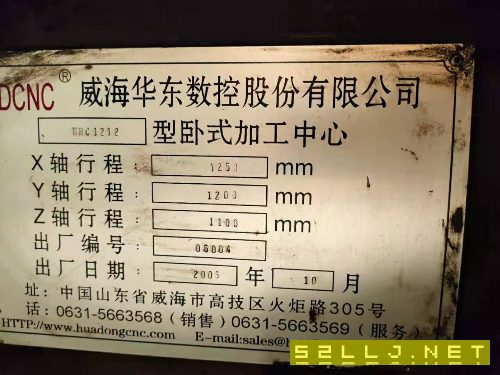 DCNC® 威海华东数控股份有限公司
型卧式加工中心
X轴行程: 1250 mm
Y轴行程: 1200 mm
Z轴行程: 1100 mm
出厂编号: 06004
出厂日期: 年 10 月
址: 中国山东省威海市高技区火炬路305号
话: 0631-5663568 (销售) 0631-5663569 (服务)
HTTP://www.huadongcnc.com E-mail:sales@h
52LLJ.NET